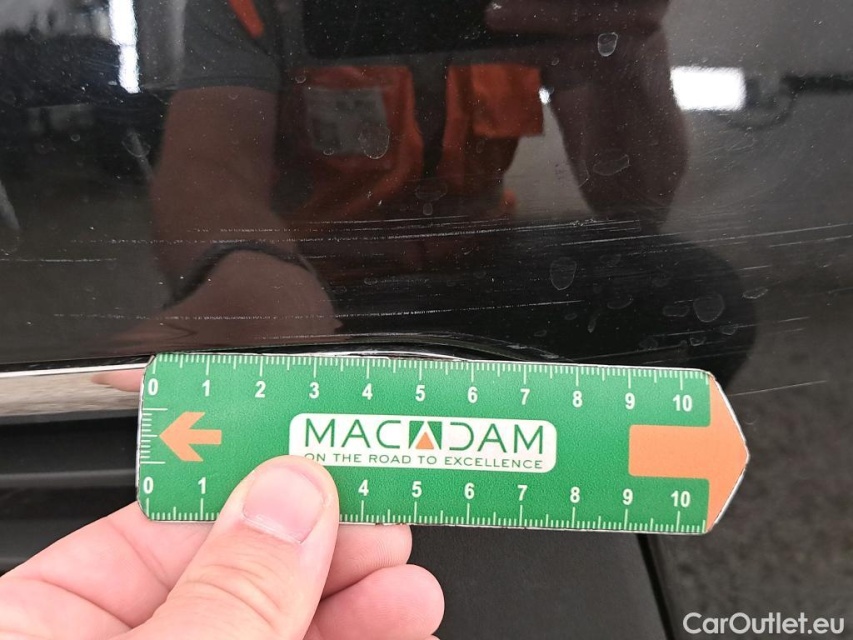 0 1 2 3 4 5 6 7 8 9 10
MACADAM
ON THE ROAD TO EXCELLENCE
0 1 4 5 6 7 8 9 10
CarOutlet.eu